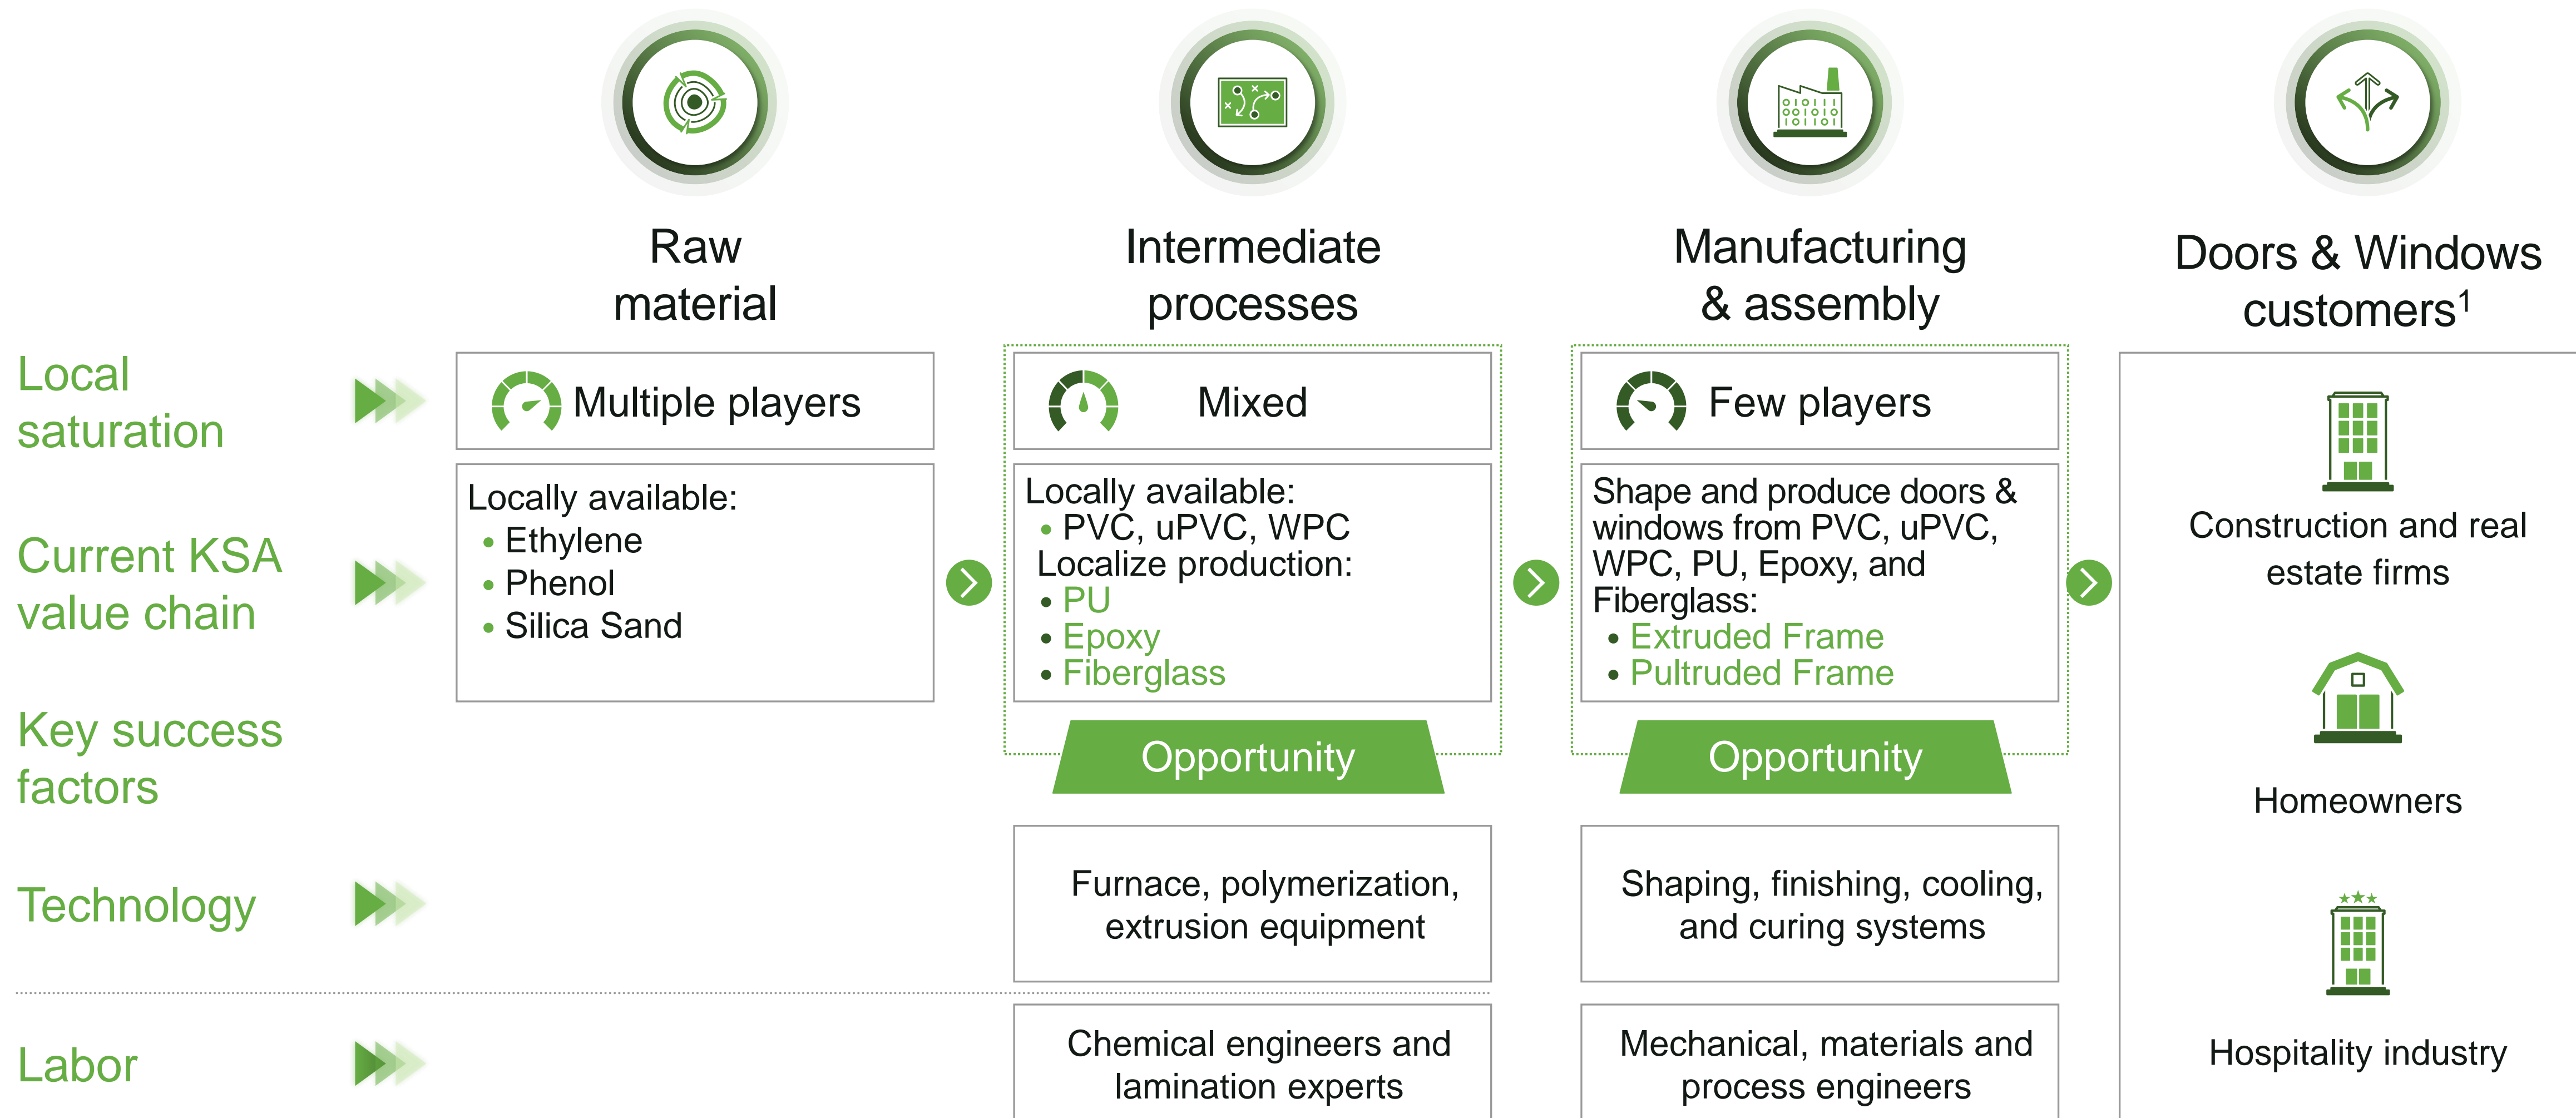 Raw
material
Intermediate
processes
Manufacturing
& assembly
Doors & Windows
customers¹
Local
saturation
Multiple players
Mixed
Few players
Current KSA
value chain
Locally available:
• Ethylene
• Phenol
• Silica Sand
Locally available:
• PVC, uPVC, WPC
Localize production:
• PU
• Epoxy
• Fiberglass
Shape and produce doors &
windows from PVC, uPVC,
WPC, PU, Epoxy, and
Fiberglass:
• Extruded Frame
• Pultruded Frame
Construction and real
estate firms
Homeowners
Hospitality industry
Key success
factors
Opportunity
Opportunity
Technology
Furnace, polymerization,
extrusion equipment
Shaping, finishing, cooling,
and curing systems
Labor
Chemical engineers and
lamination experts
Mechanical, materials and
process engineers